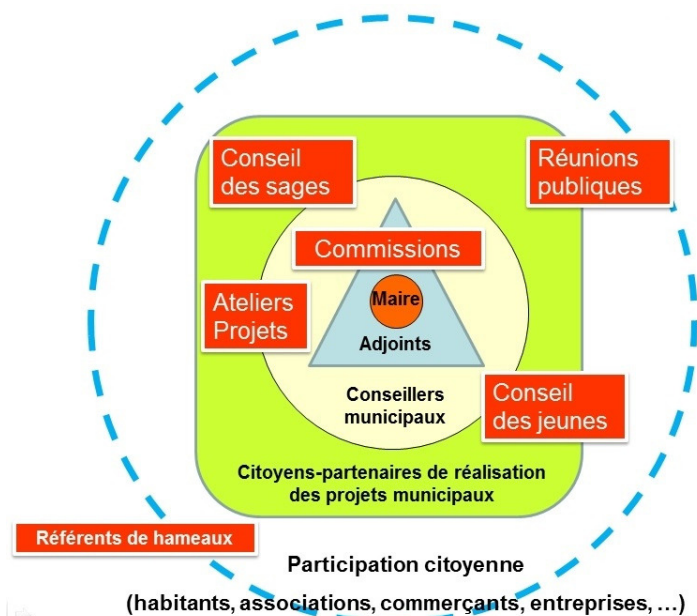 Conseil
des sages
Réunions
publiques
Commissions
Ateliers
Projets
Maire
Adjoints
Conseillers
municipaux
Conseil
des jeunes
Citoyens-partenaires de réalisation
des projets municipaux
Référents de hameaux
Participation citoyenne
(habitants, associations, commerçants, entreprises, ...)